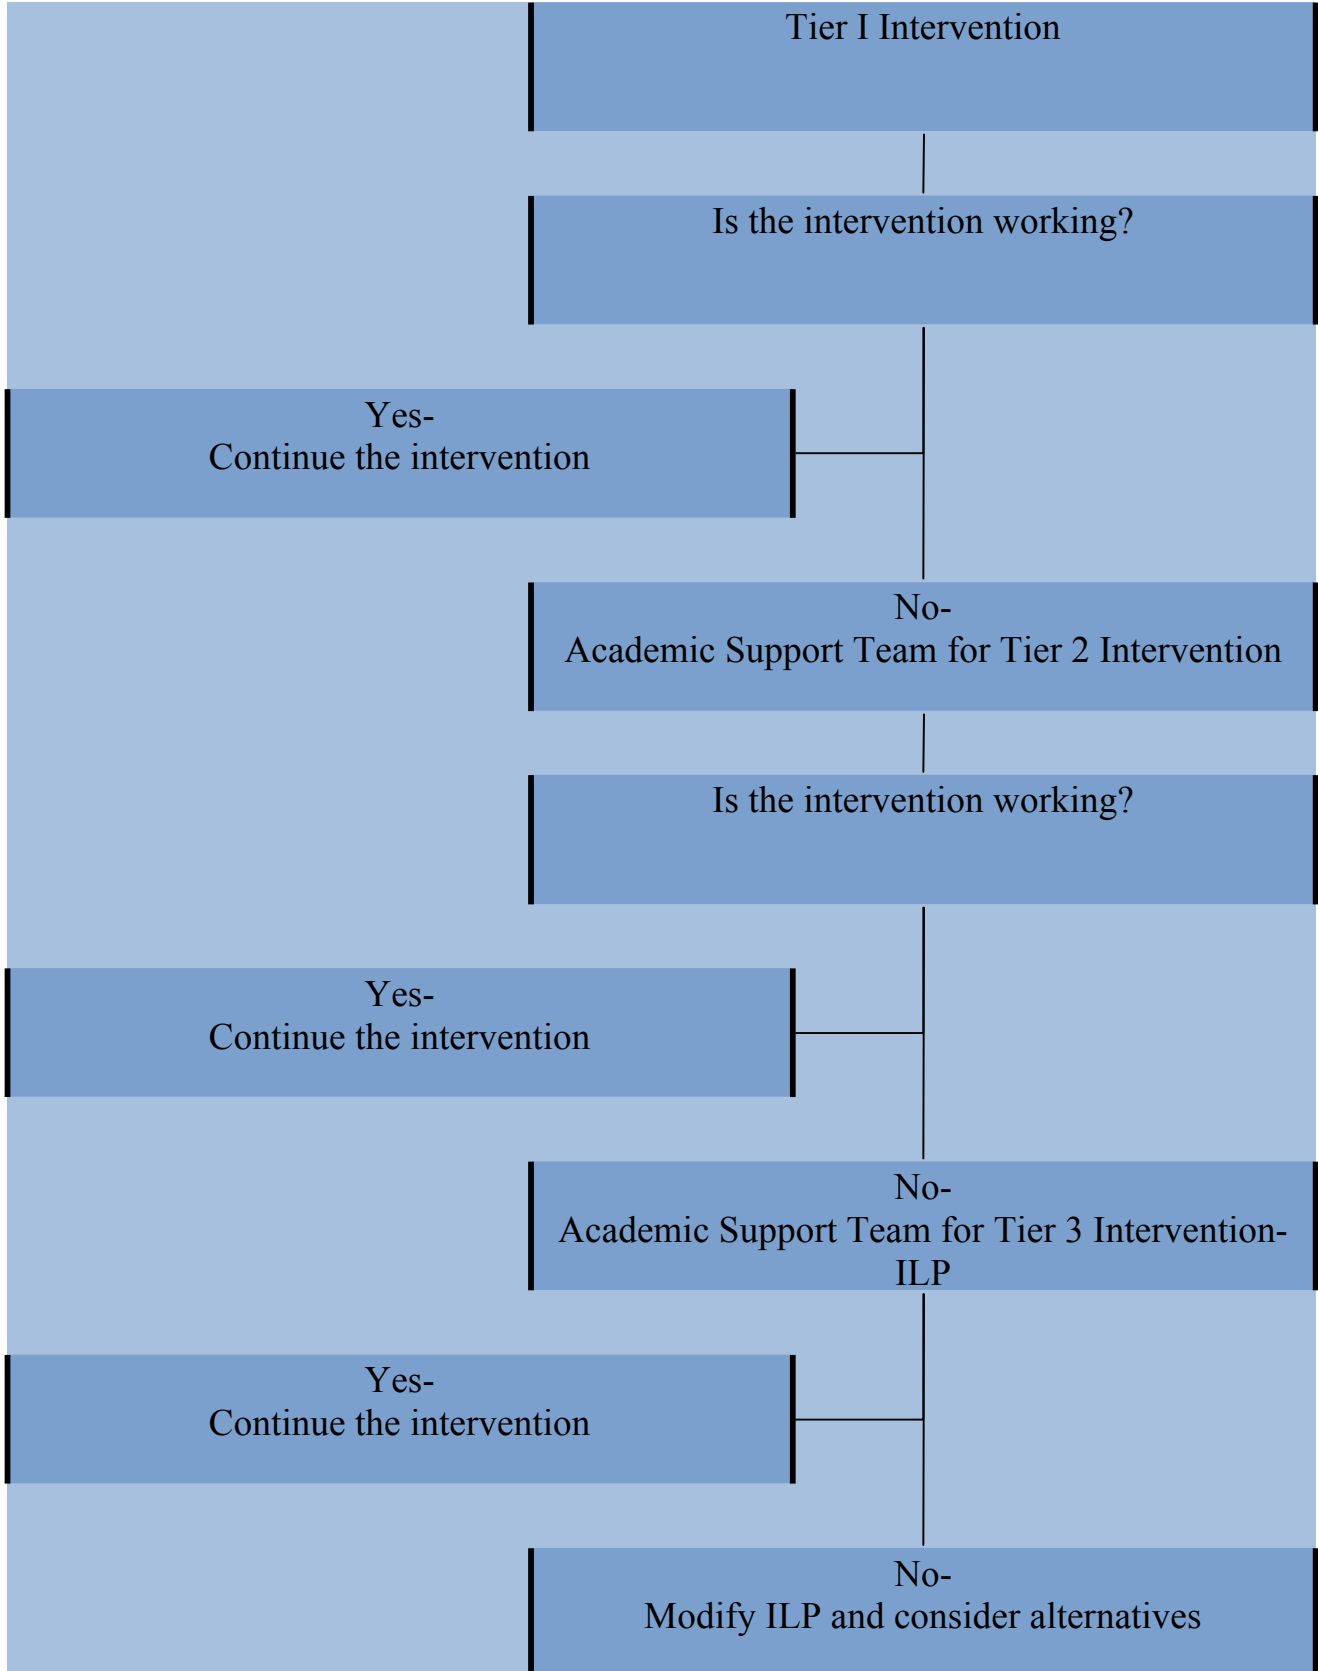 Tier I Intervention
Is the intervention working?
Yes-
Continue the intervention
No-
Academic Support Team for Tier 2 Intervention
Is the intervention working?
Yes-
Continue the intervention
No-
Academic Support Team for Tier 3 Intervention-
ILP
Yes-
Continue the intervention
No-
Modify ILP and consider alternatives